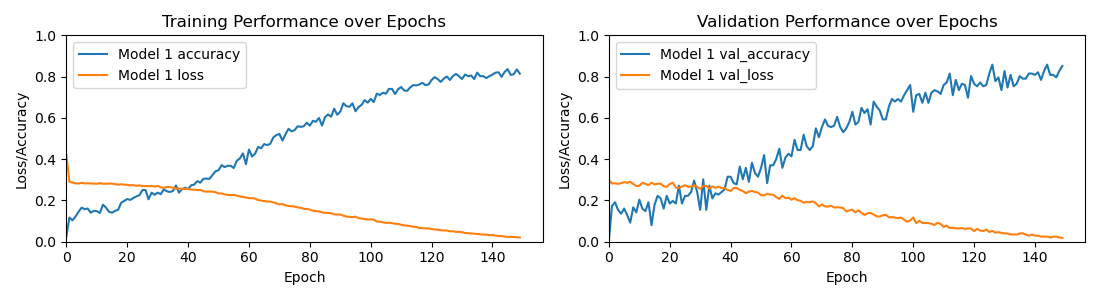 Training Performance over Epochs
1.0
0.8
0.6
0.4
0.2
0.0
Loss/Accuracy
Model 1 accuracy
Model 1 loss
0 20 40 60 80 100 120 140
Epoch
Validation Performance over Epochs
1.0
0.8
0.6
0.4
0.2
0.0
Loss/Accuracy
Model 1 val_accuracy
Model 1 val_loss
0 20 40 60 80 100 120 140
Epoch